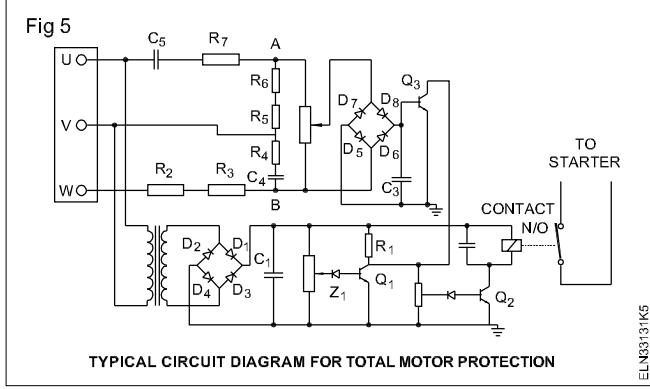 Fig 5
U
V
W
C5
R7
A
R6
R5
R4
C4
B
R2
R3
D7
D8
D5
D6
C3
Q3
TO
STARTER
CONTACT
N/O
D2
D1
D4
D3
C1
Z1
R1
Q1
Q2
TYPICAL CIRCUIT DIAGRAM FOR TOTAL MOTOR PROTECTION
ELN33131K5